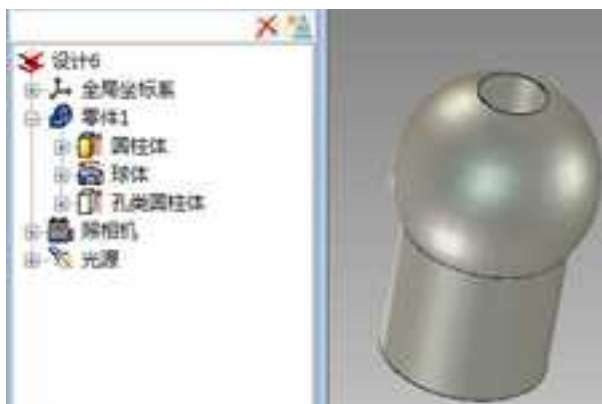 设计6
全局坐标系
零件1
圆柱体
球体
孔类圆柱体
照相机
光源